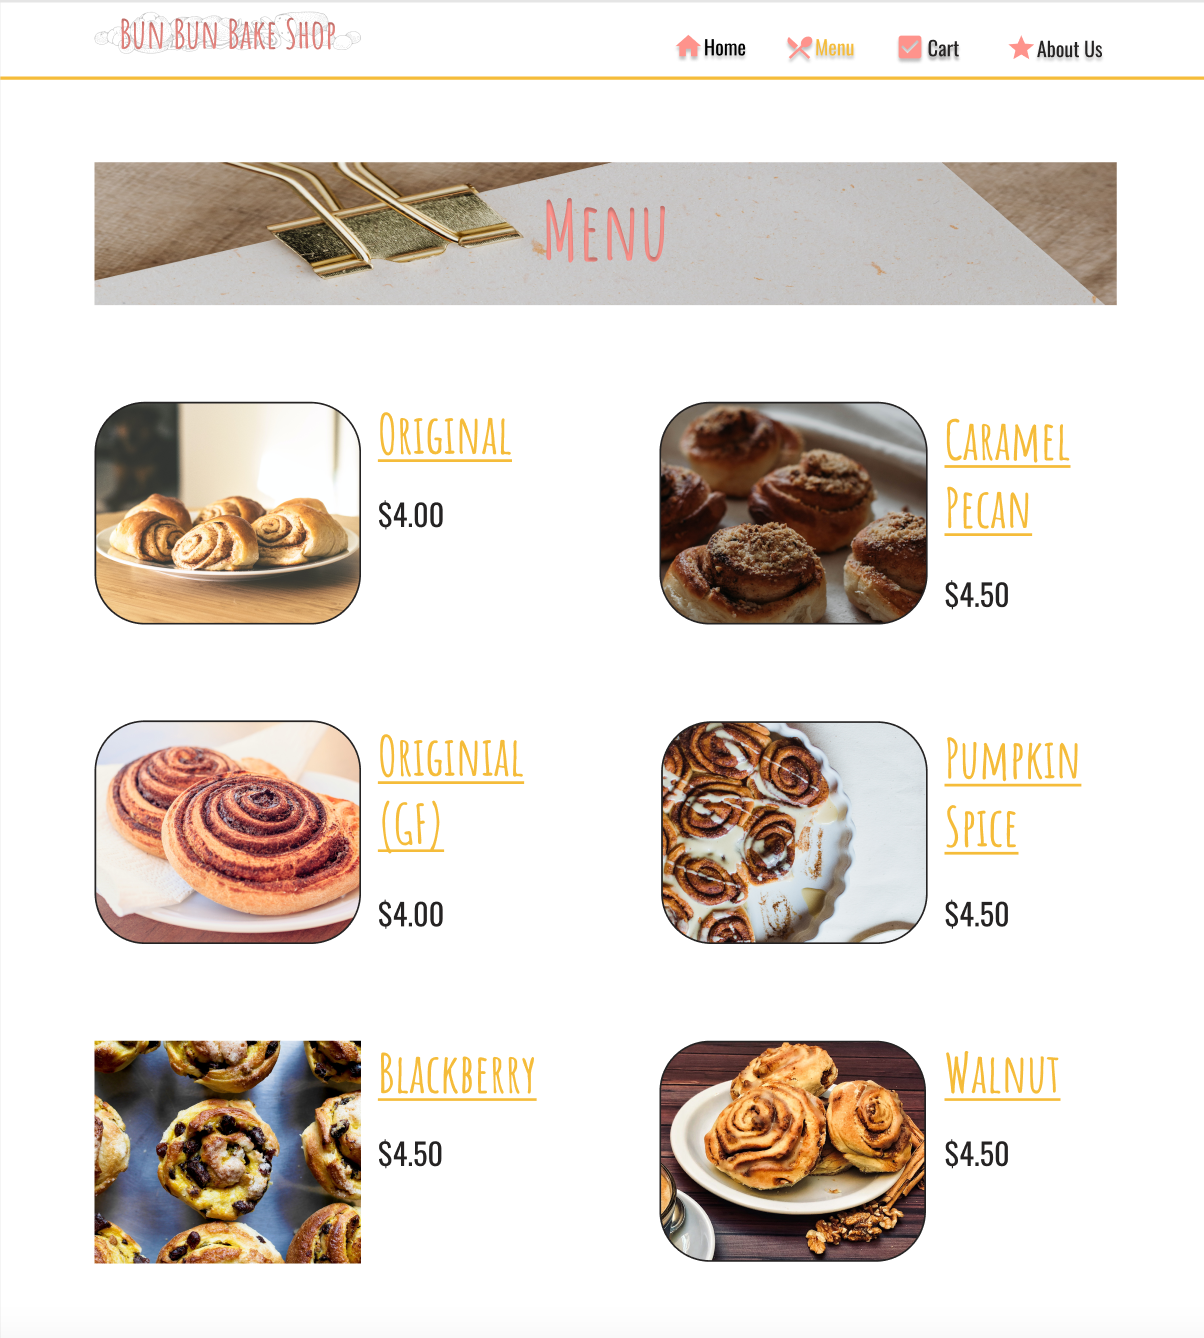 Bun Bun Bake Shop
Home Menu Cart About Us
Menu
Original
$4.00
Caramel
Pecan
$4.50
Originial
(GF)
$4.00
Pumpkin
Spice
$4.50
Blackberry
$4.50
Walnut
$4.50